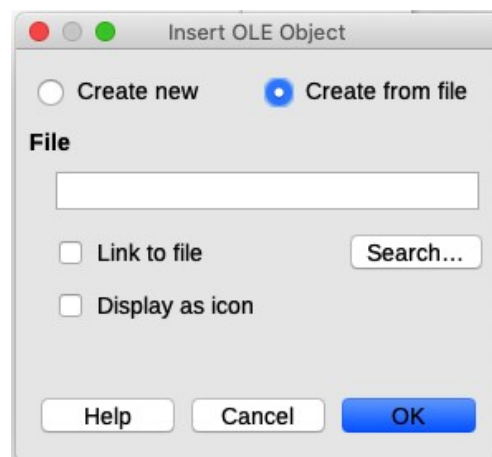 Insert OLE Object
Create new Create from file
File
Link to file Search...
Display as icon
Help Cancel OK